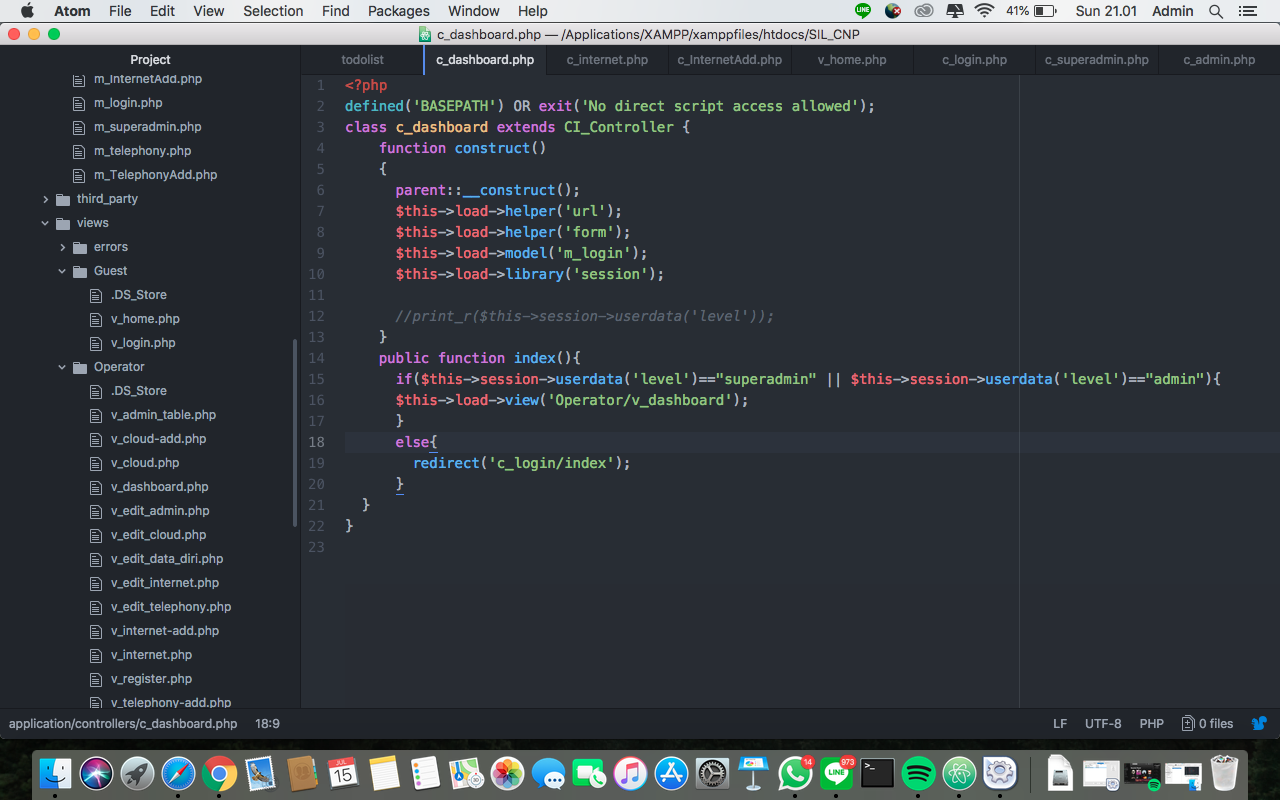 Atom File Edit View Selection Find Packages Window Help 41% Sun 21.01 Admin
c_dashboard.php — /Applications/XAMPP/xamppfiles/htdocs/SIL_CNP
Project
m_InternetAdd.php
m_login.php
m_superadmin.php
m_telephony.php
m_TelephonyAdd.php
third_party
views
errors
Guest
.DS_Store
v_home.php
v_login.php
Operator
.DS_Store
v_admin_table.php
v_cloud-add.php
v_cloud.php
v_dashboard.php
v_edit_admin.php
v_edit_cloud.php
v_edit_data_diri.php
v_edit_internet.php
v_edit_telephony.php
v_internet-add.php
v_internet.php
v_register.php
v_telephony-add.php
todolist c_dashboard.php c_internet.php c_InternetAdd.php v_home.php c_login.php c_superadmin.php c_admin.php
1 <?php
2 defined('BASEPATH') OR exit('No direct script access allowed');
3 class c_dashboard extends CI_Controller {
4 function construct()
5 {
6 parent::__construct();
7 $this->load->helper('url');
8 $this->load->helper('form');
9 $this->load->model('m_login');
10 $this->load->library('session');
11
12 //print_r($this->session->userdata('level'));
13 }
14 public function index(){
15 if($this->session->userdata('level')=="superadmin" || $this->session->userdata('level')=="admin"){
16 $this->load->view('Operator/v_dashboard');
17 }
18 else{
19 redirect('c_login/index');
20 }
21 }
22 }
23
application/controllers/c_dashboard.php 18:9 LF UTF-8 PHP 0 files
JUL
15
14
LINE
973
>_